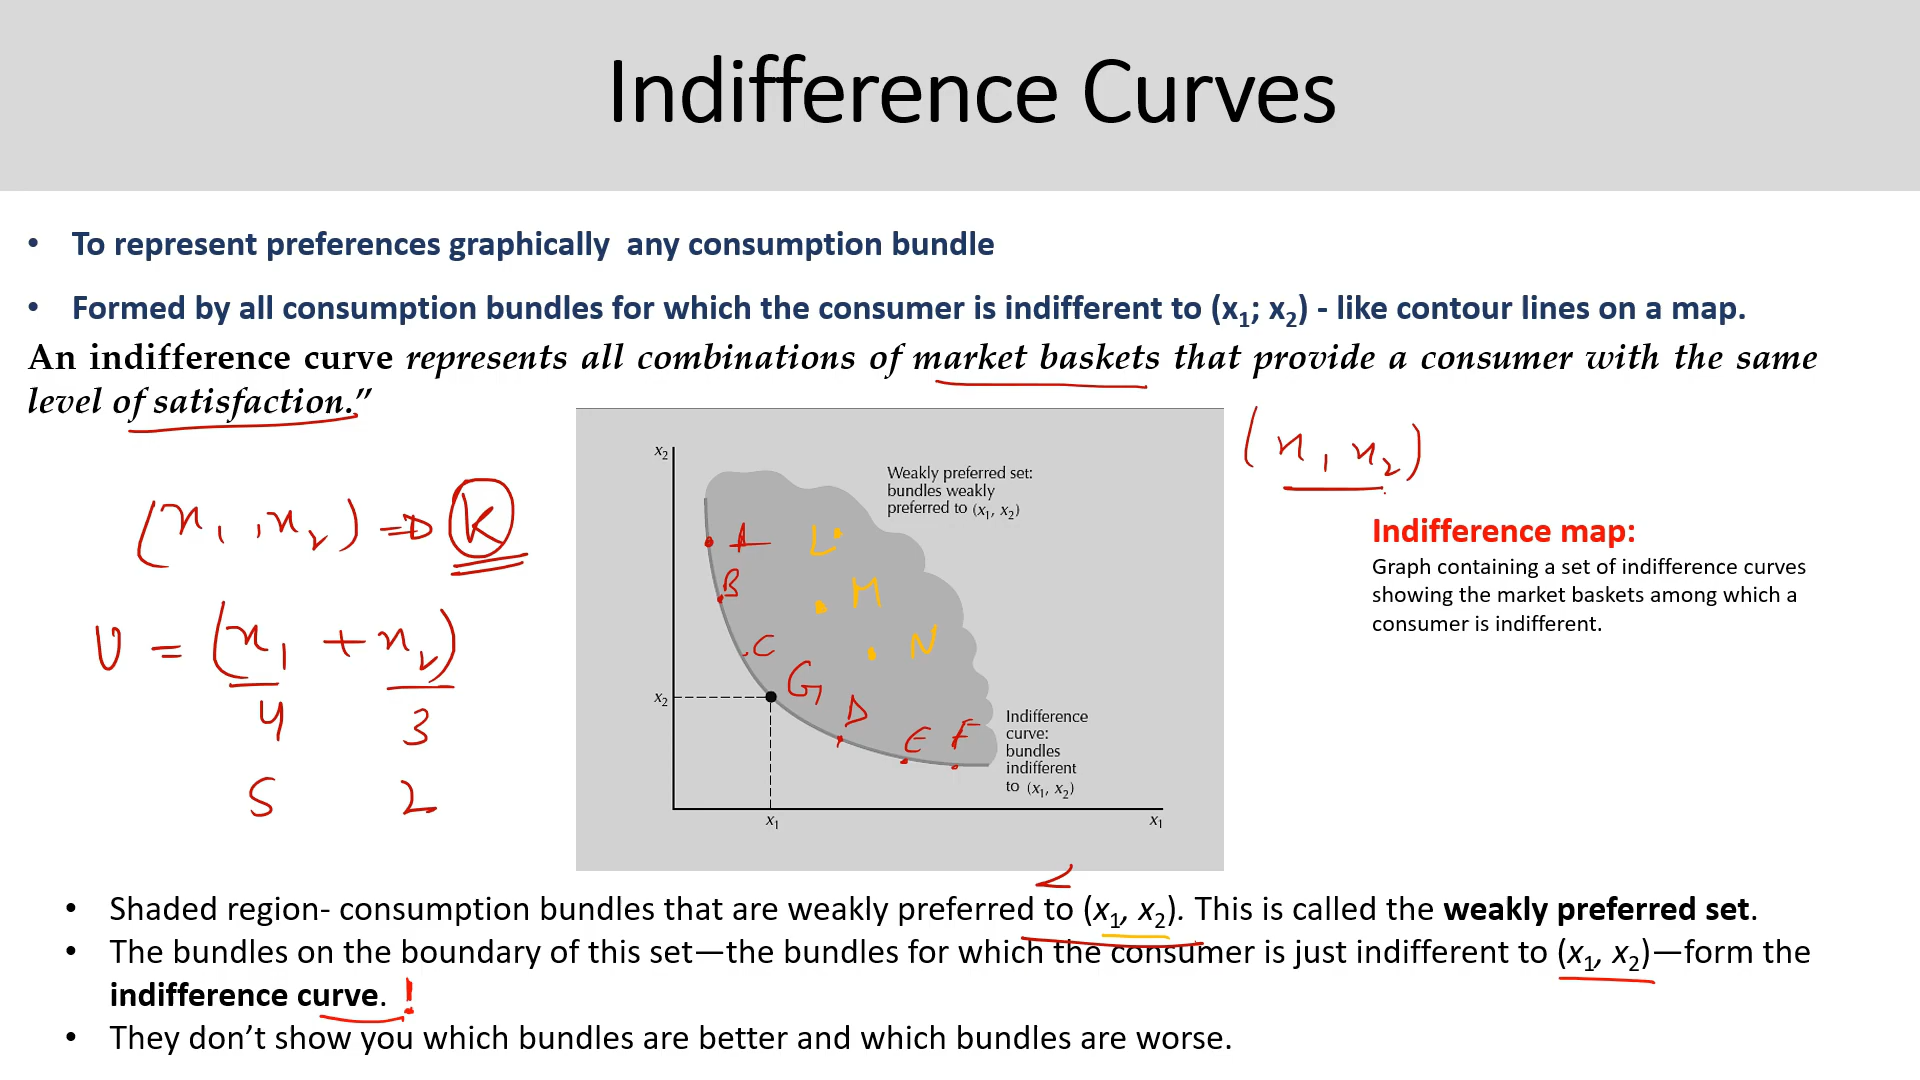 Indifference Curves
• To represent preferences graphically any consumption bundle
• Formed by all consumption bundles for which the consumer is indifferent to (x₁; x₂) - like contour lines on a map.
An indifference curve represents all combinations of market baskets that provide a consumer with the same
level of satisfaction.”
(x₁, x₂) ⇒ K
U = (x₁ + x₂)
4 3
5 2
x₂
Weakly preferred set:
bundles weakly
preferred to (x₁, x₂)
A
L
B
M
C
N
G
x₂
D
E F
Indifference
curve:
bundles
indifferent
to (x₁, x₂)
x₁
x₁
(x₁ x₂)
Indifference map:
Graph containing a set of indifference curves
showing the market baskets among which a
consumer is indifferent.
• Shaded region- consumption bundles that are weakly preferred to (x₁, x₂). This is called the weakly preferred set.
• The bundles on the boundary of this set—the bundles for which the consumer is just indifferent to (x₁, x₂)—form the
indifference curve. !
• They don’t show you which bundles are better and which bundles are worse.